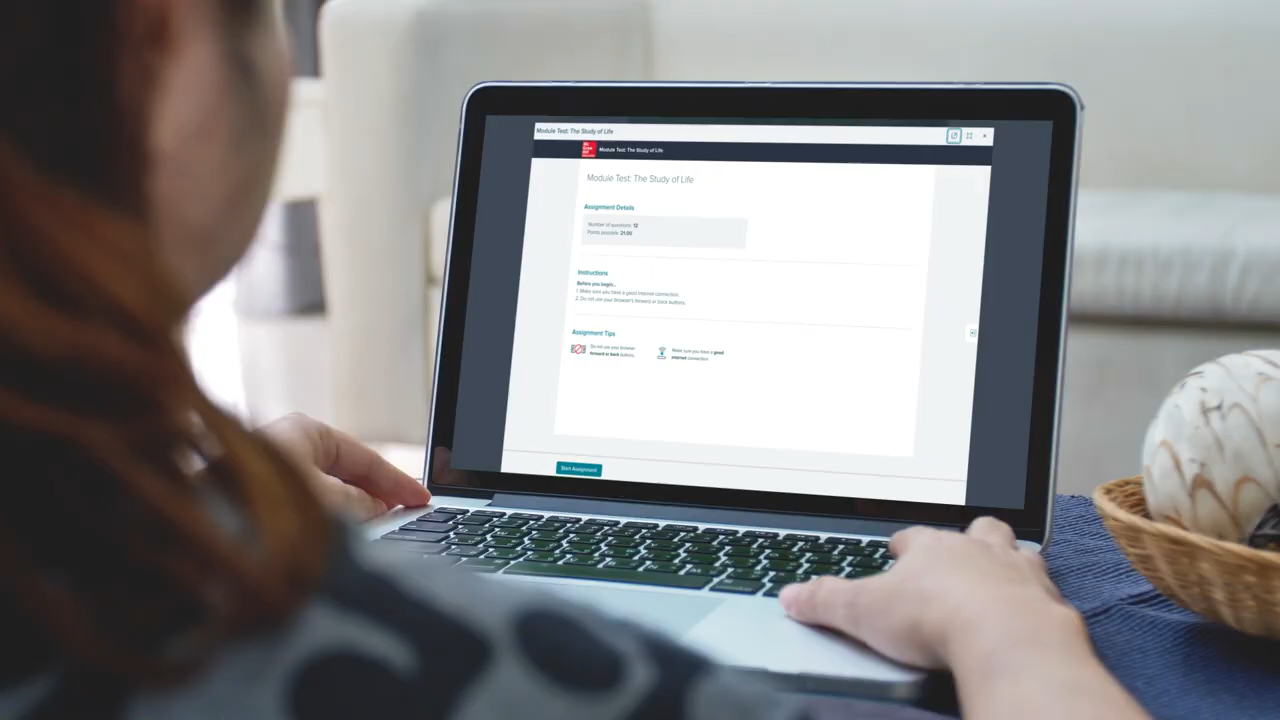 Module Test: The Study of Life
Mc
Graw
Hill
Module Test: The Study of Life
Module Test: The Study of Life
Assignment Details
Number of questions: 12
Points possible: 21.00
Instructions
Before you begin...
1. Make sure you have a good internet connection.
2. Do not use your browser's forward or back buttons.
Assignment Tips
Do not use your browser
forward or back buttons.
Make sure you have a good
internet connection
Start Assignment